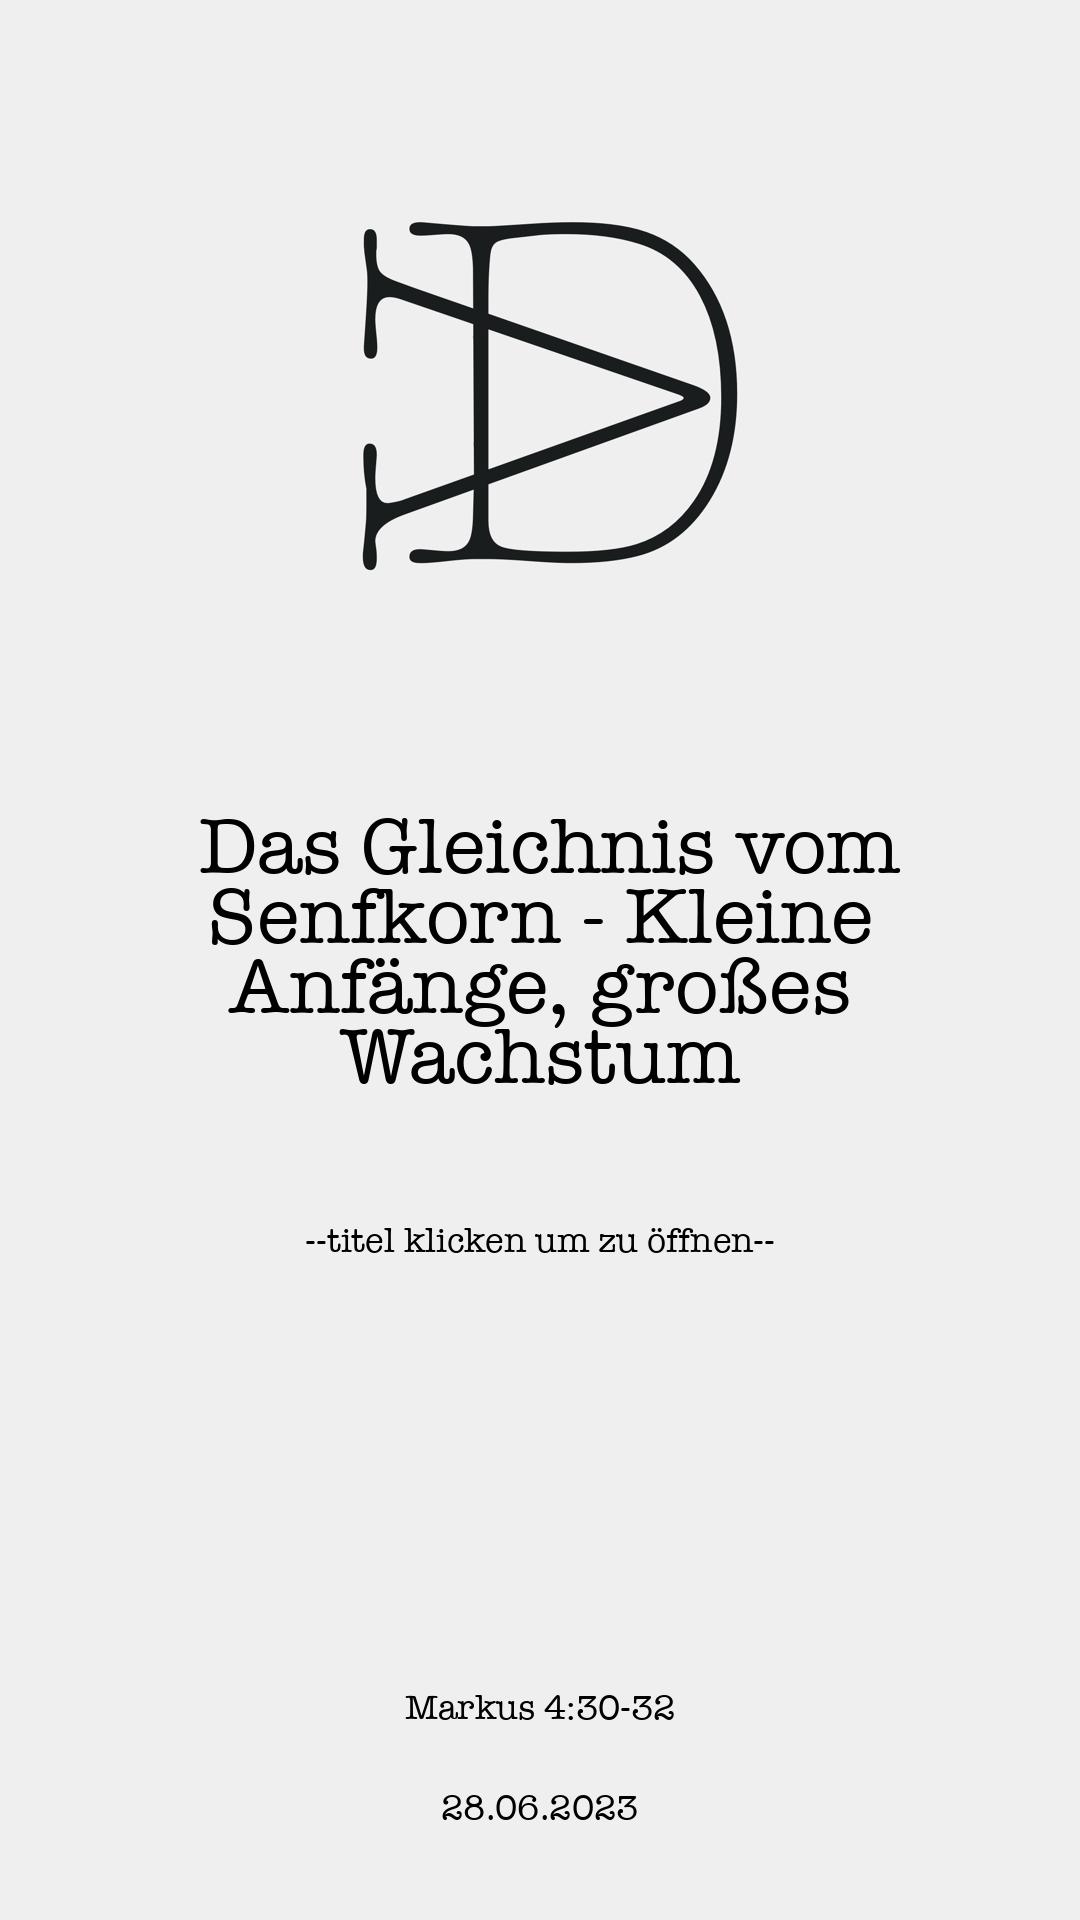 Das Gleichnis vom
Senfkorn - Kleine
Anfänge, großes
Wachstum
--titel klicken um zu öffnen--
Markus 4:30-32
28.06.2023